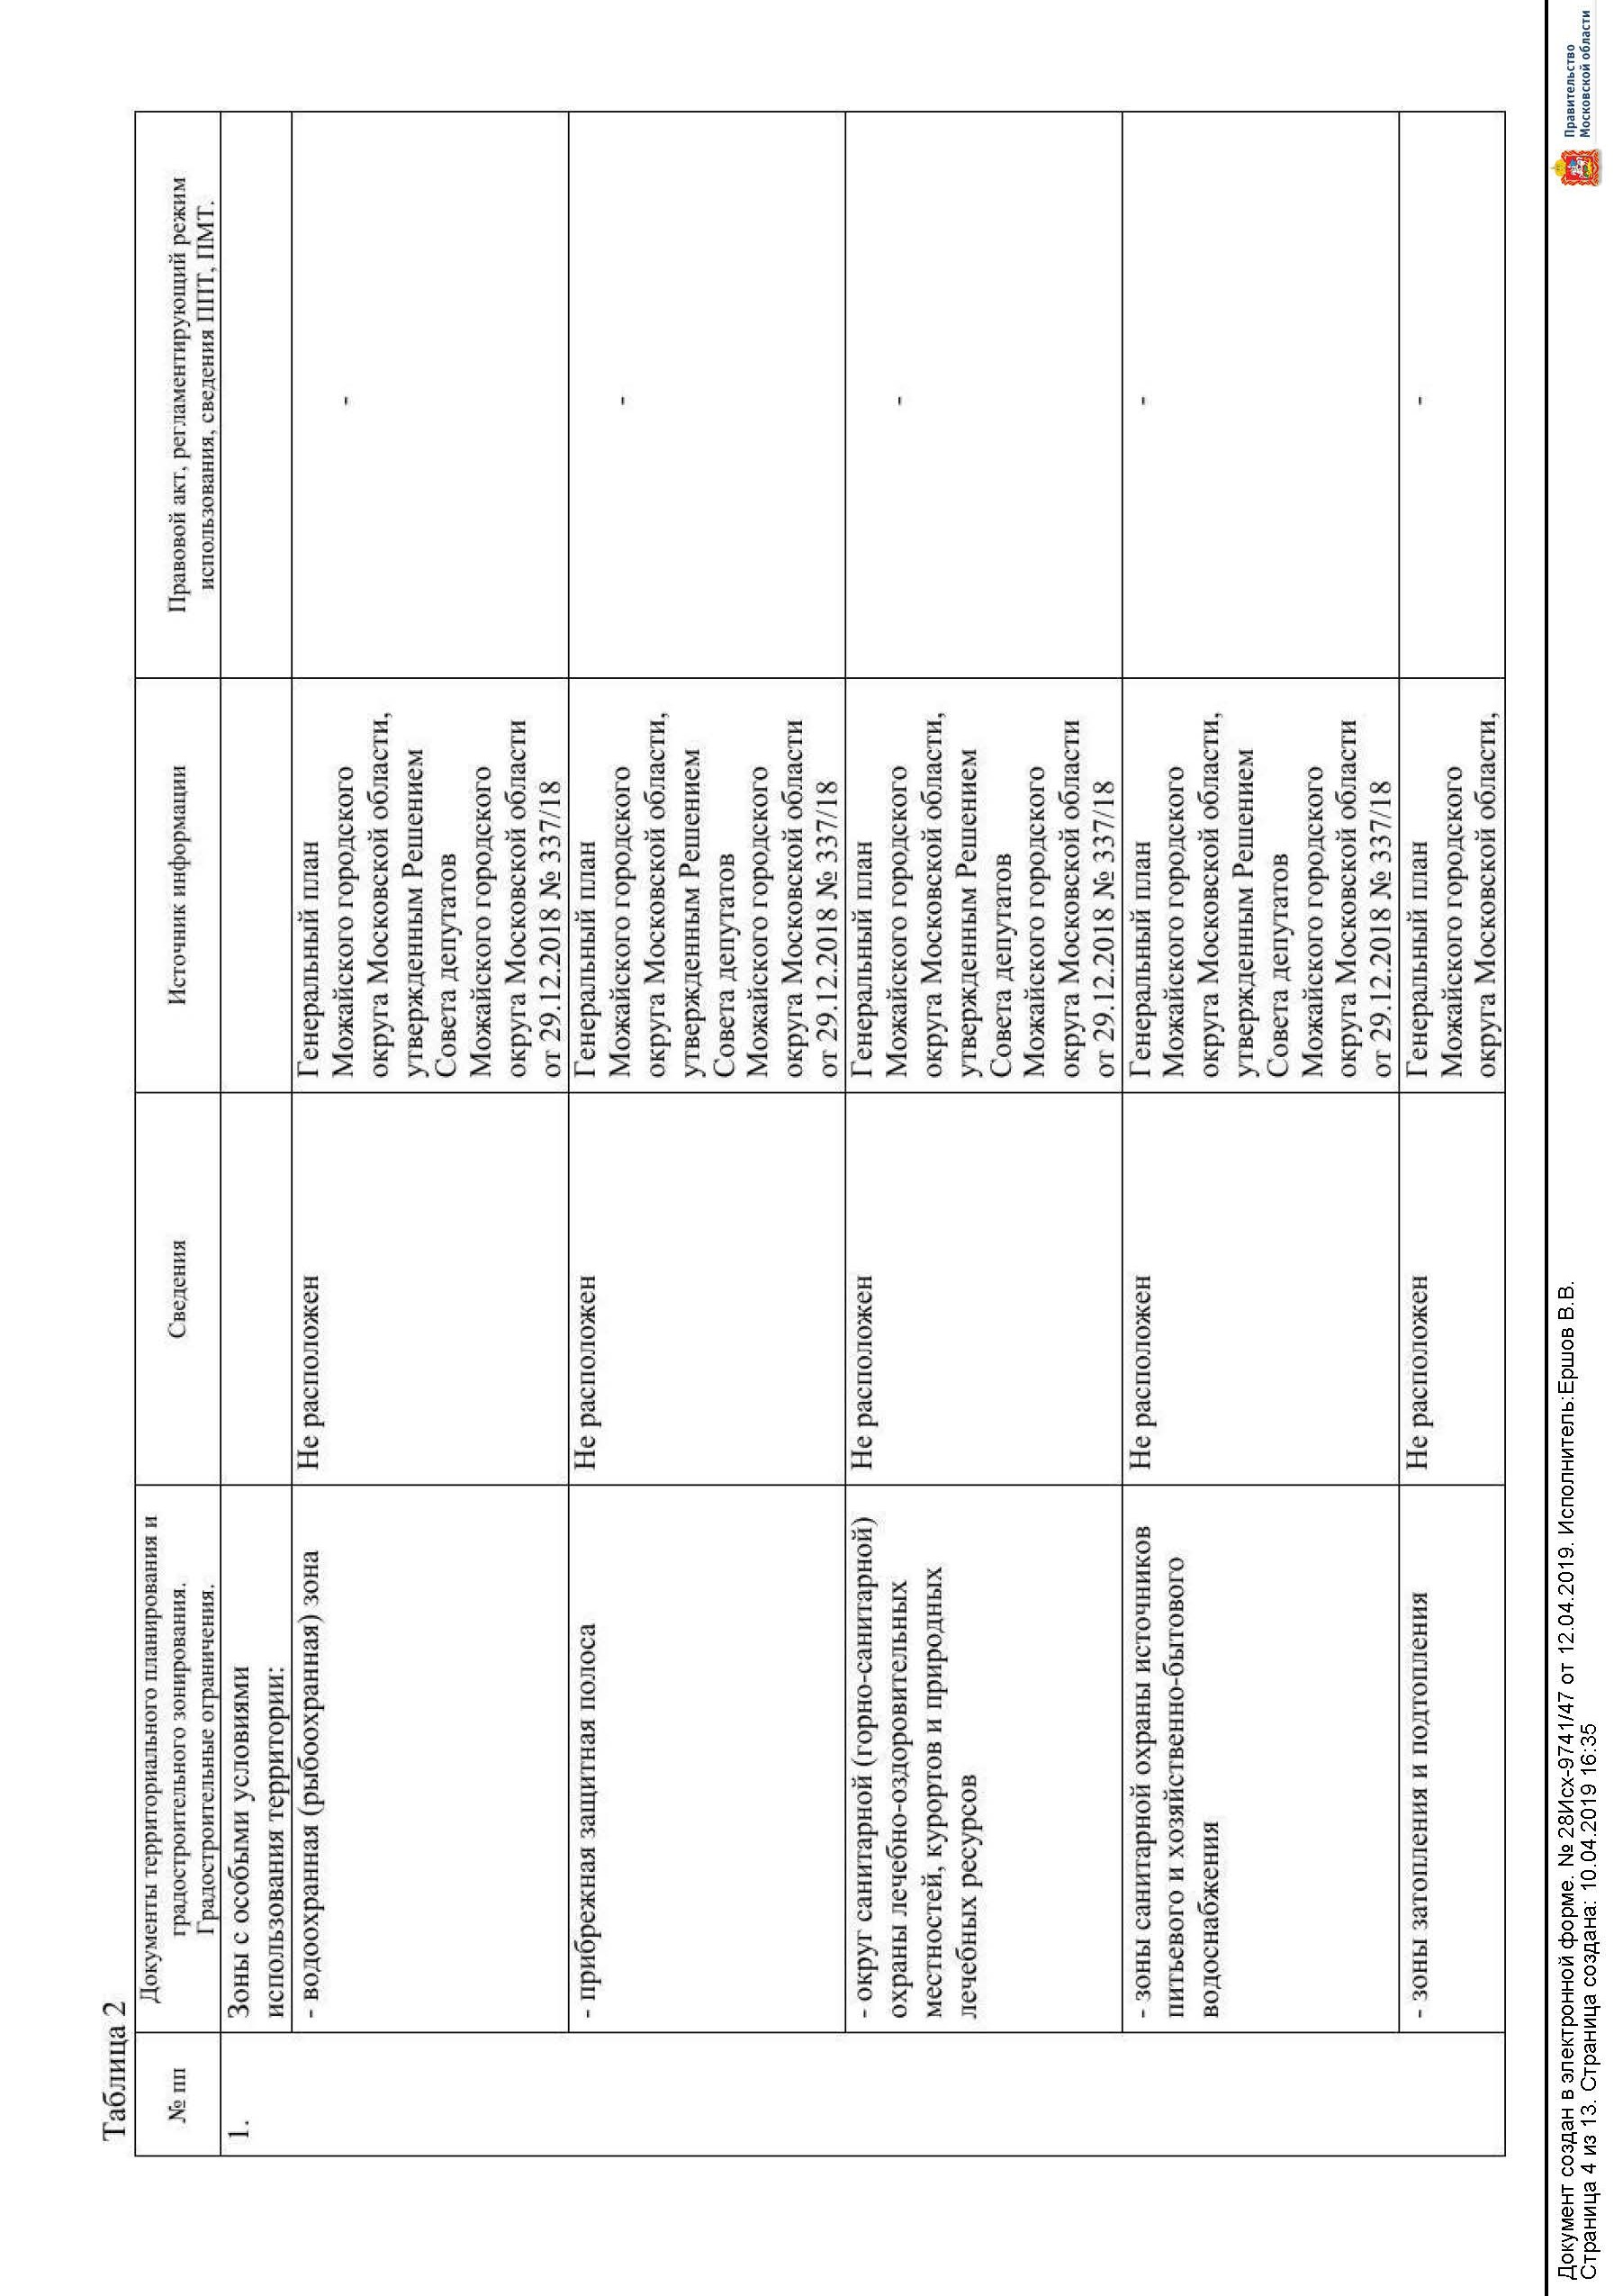 Таблица 2
№ пп
Документы территориального планирования и
градостроительного зонирования.
Градостроительные ограничения.
Сведения
Источник информации
Правовой акт, регламентирующий режим
использования, сведения ППТ, ПМТ.
1.
Зоны с особыми условиями
использования территории:
- водоохранная (рыбоохранная) зона
Не расположен
Генеральный план
Можайского городского
округа Московской области,
утвержденным Решением
Совета депутатов
Можайского городского
округа Московской области
от 29.12.2018 № 337/18
-
- прибрежная защитная полоса
Не расположен
Генеральный план
Можайского городского
округа Московской области,
утвержденным Решением
Совета депутатов
Можайского городского
округа Московской области
от 29.12.2018 № 337/18
-
- округ санитарной (горно-санитарной)
охраны лечебно-оздоровительных
местностей, курортов и природных
лечебных ресурсов
Не расположен
Генеральный план
Можайского городского
округа Московской области,
утвержденным Решением
Совета депутатов
Можайского городского
округа Московской области
от 29.12.2018 № 337/18
-
- зоны санитарной охраны источников
питьевого и хозяйственно-бытового
водоснабжения
Не расположен
Генеральный план
Можайского городского
округа Московской области,
утвержденным Решением
Совета депутатов
Можайского городского
округа Московской области
от 29.12.2018 № 337/18
-
- зоны затопления и подтопления
Не расположен
Генеральный план
Можайского городского
округа Московской области,
-
Документ создан в электронной форме. № 28Исх-9741/47 от 12.04.2019. Исполнитель:Ершов В.В.
Страница 4 из 13. Страница создана: 10.04.2019 16:35
Правительство
Московской области